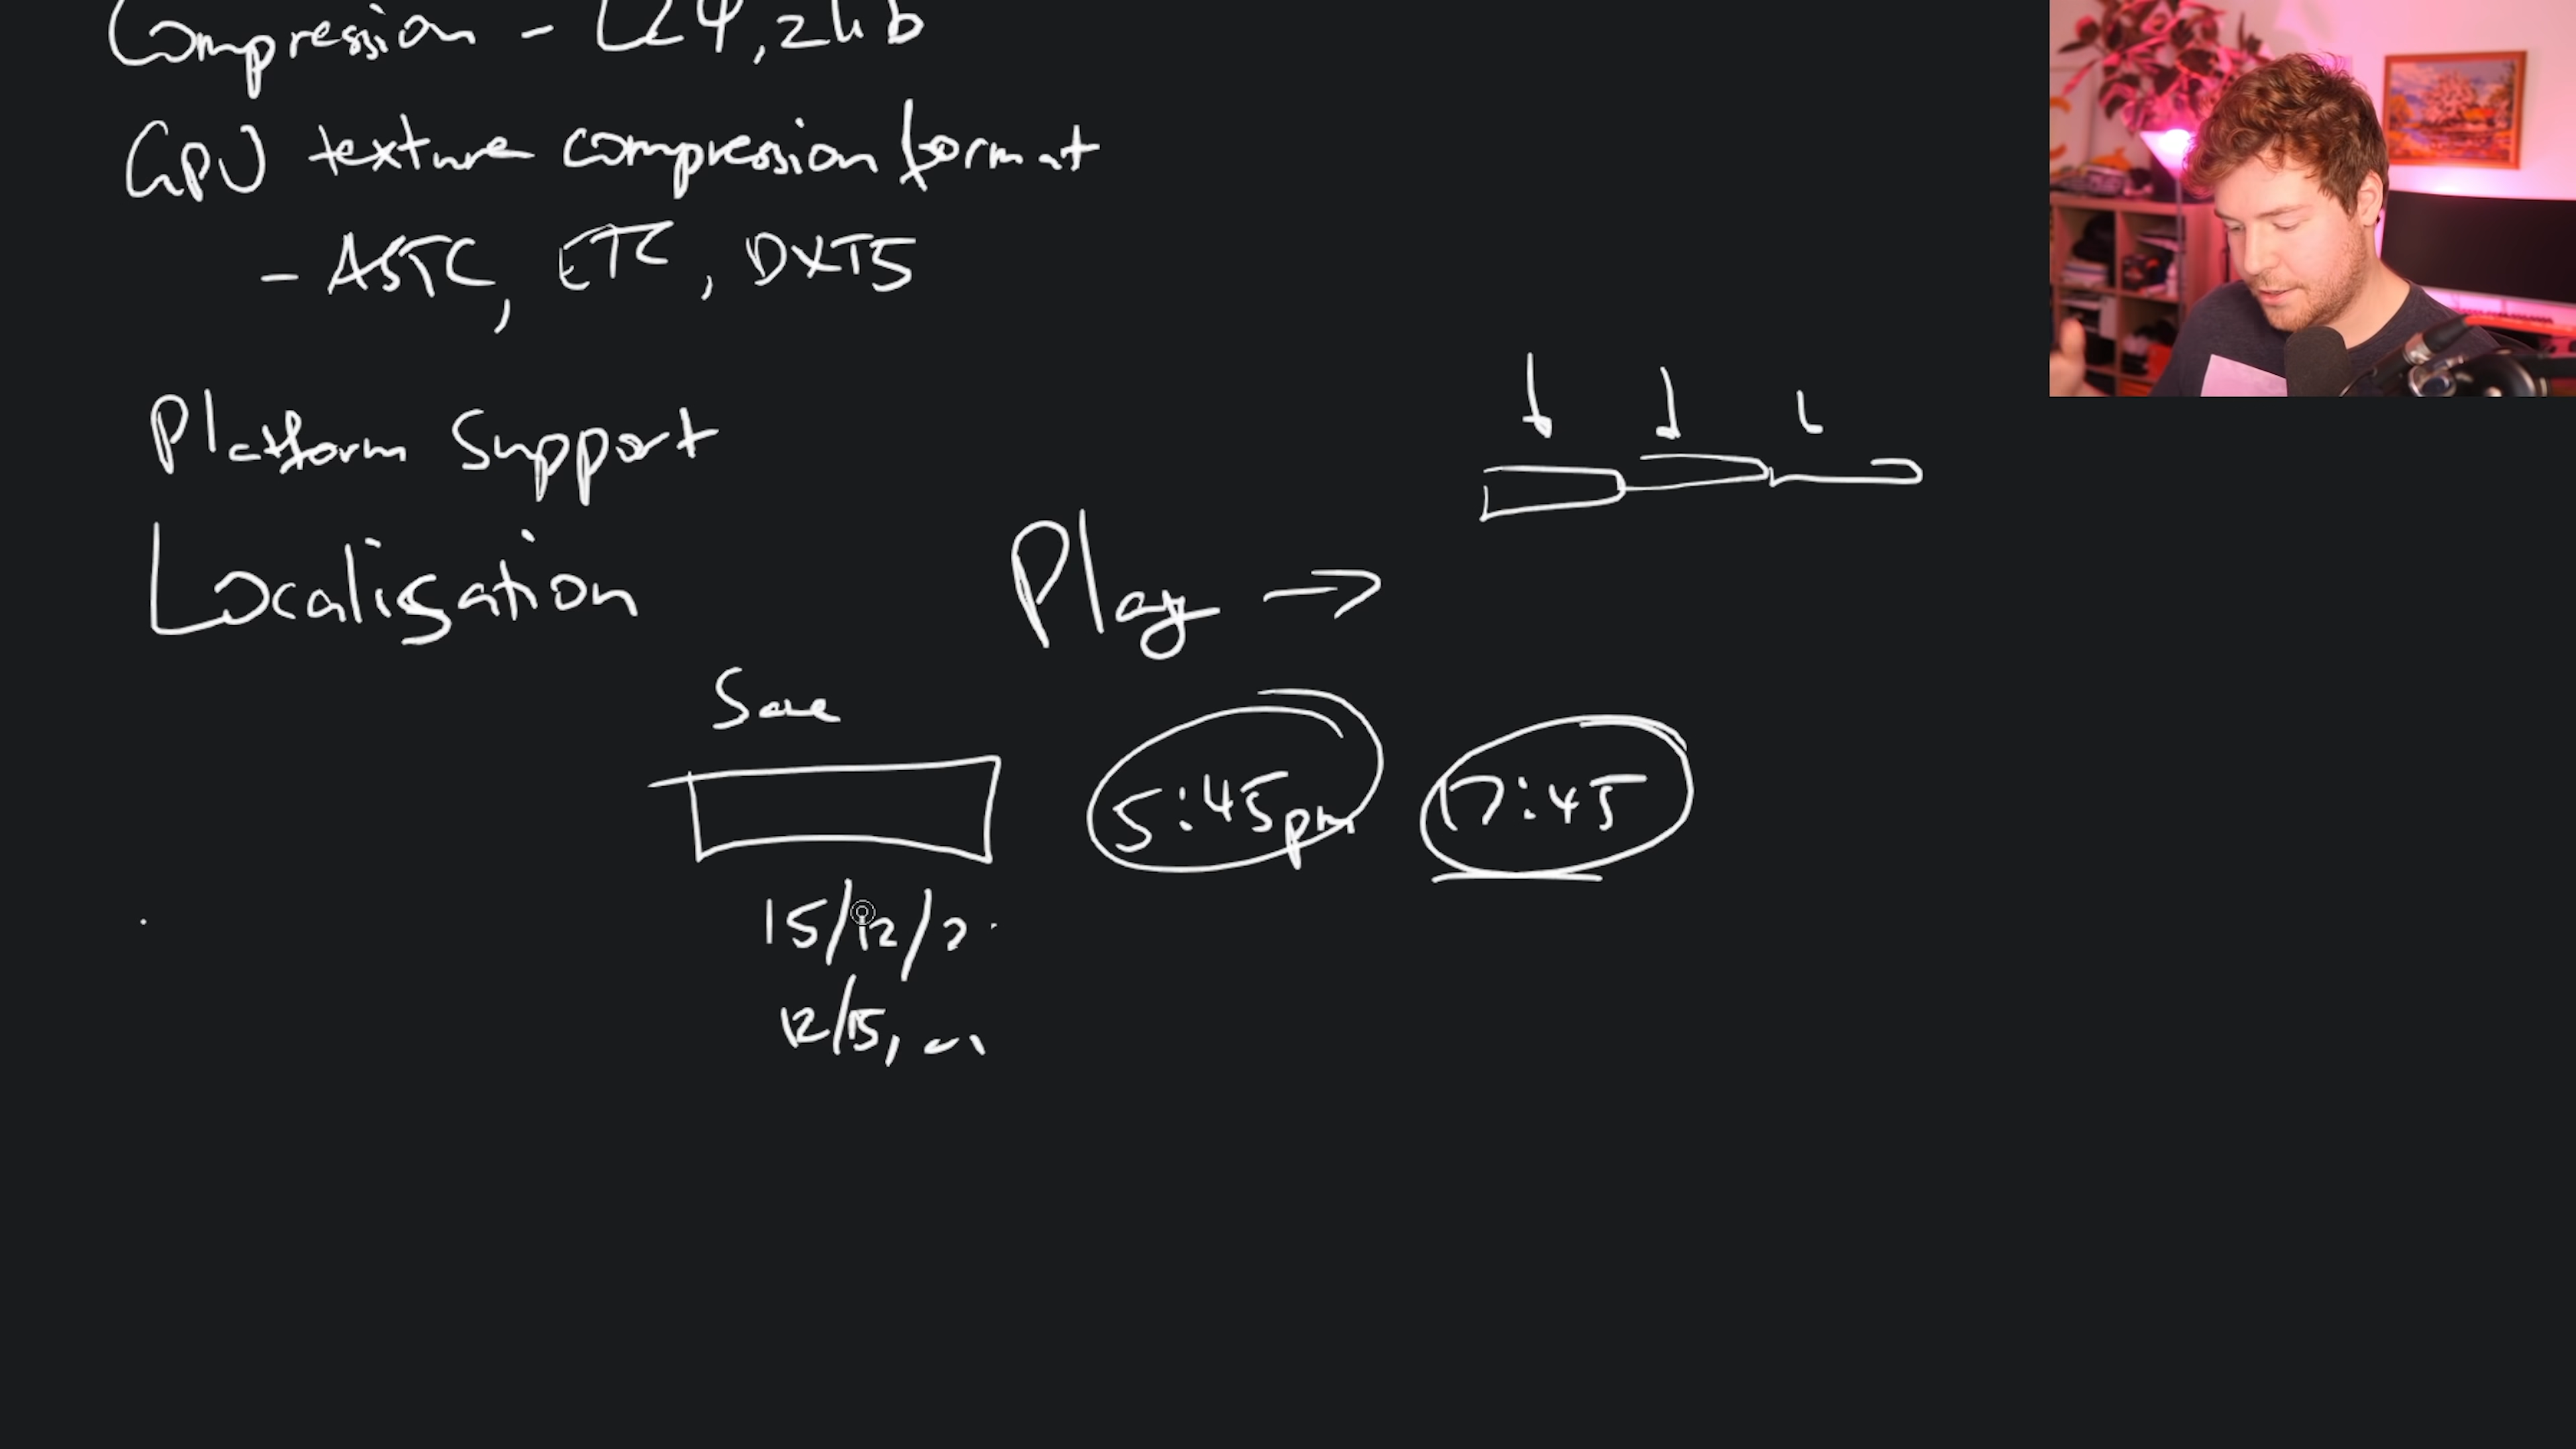 Compression - LZ4, zlib
GPU texture compression format
- ASTC, ETC, DXT5
Platform Support
Localisation
Play →
Save
5:45pm
17:45
15/12/2
12/15,